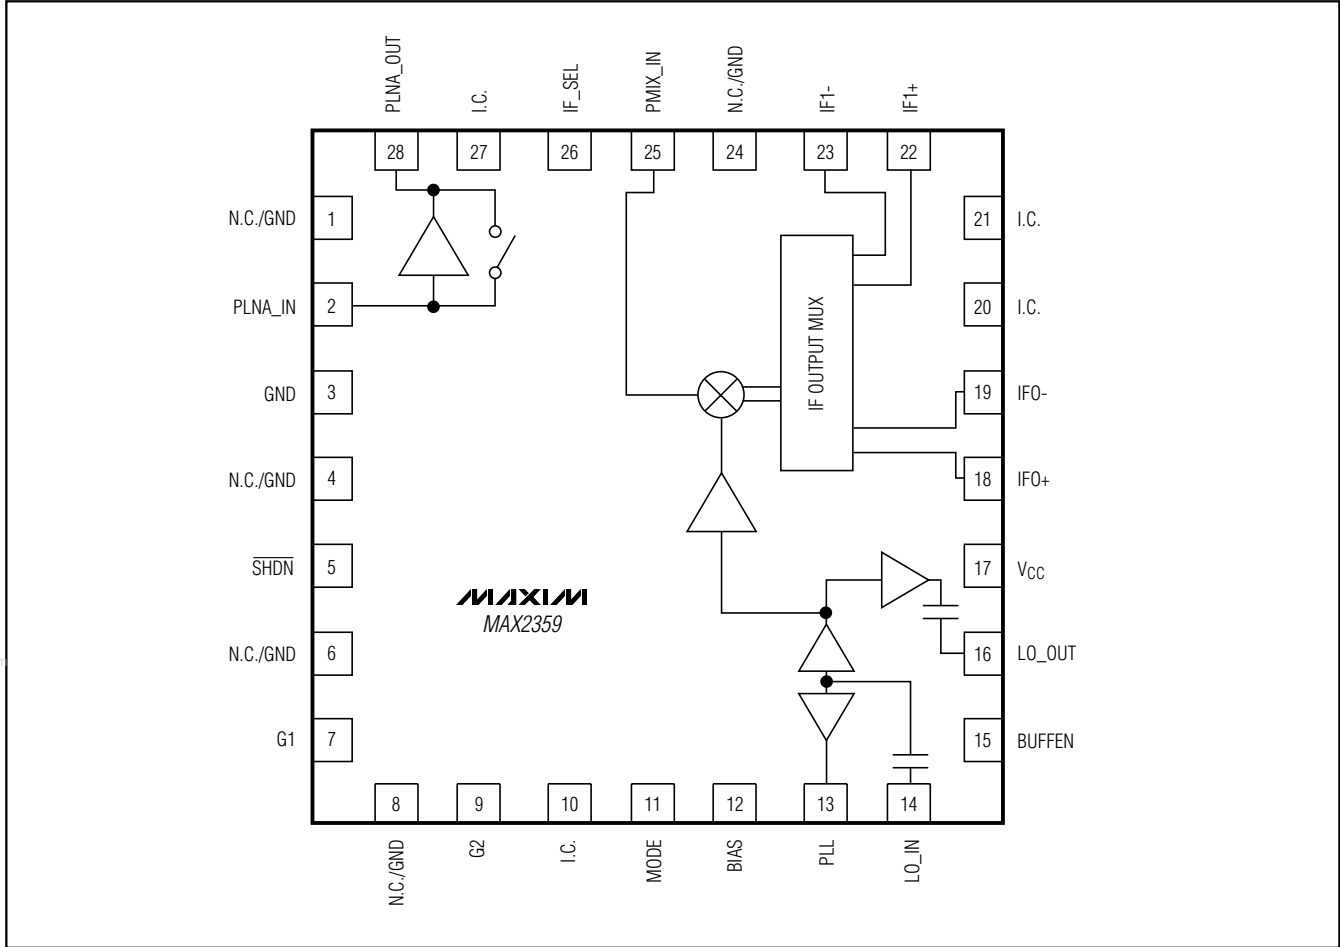 PLNA_OUT
I.C.
IF_SEL
PMIX_IN
N.C./GND
IF1-
IF1+
28
27
26
25
24
23
22
N.C./GND 1
PLNA_IN 2
GND 3
N.C./GND 4
SHDN 5
N.C./GND 6
G1 7
IF OUTPUT MUX
MAXIM
MAX2359
21 I.C.
20 I.C.
19 IFO-
18 IFO+
17 VCC
16 LO_OUT
15 BUFFEN
8
9
10
11
12
13
14
N.C./GND
G2
I.C.
MODE
BIAS
PLL
LO_IN